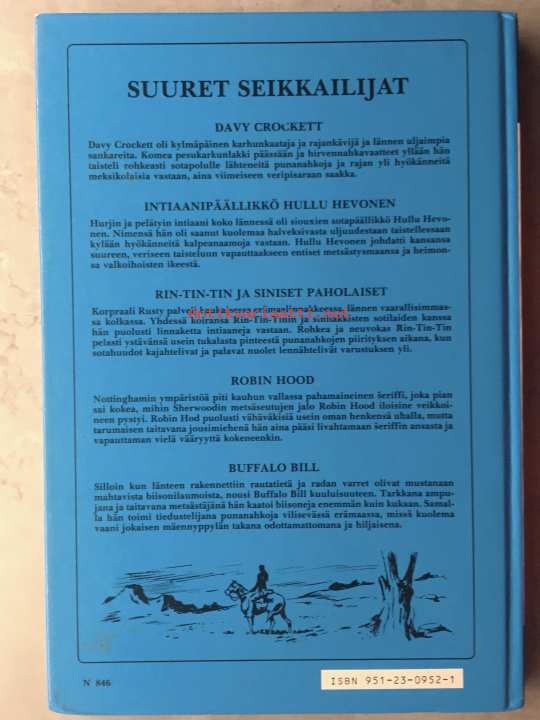 SUURET SEIKKAILIJAT
DAVY CROCKETT
Davy Crockett oli kylmäpäinen karhunkaataja ja rajankävijä ja lännen uljaimpia
sankareita. Komea pesukarkunlakki päässään ja hirvennahkavaatteet yllään hän
taisteli rohkeasti sotapolulle lähteneitä punanahkoja ja rajan yli hyökänneitä
meksikolaisia vastaan, aina viimeiseen veripisaraan saakka.
INTIAANIPÄÄLLIKKÖ HULLU HEVONEN
Hurjin ja pelätyin intiaani koko lännessä oli siouxien sotapäällikkö Hullu Hevo-
nen. Nimensä hän oli saanut kuolemaa halveksivasta uljuudestaan taistellessaan
kylään hyökänneitä kalpeanaamoja vastaan. Hullu Hevonen johdatti kansansa
suureen, veriseen taisteluun vapauttaakseen entiset metsästysmaansa ja heimon-
sa valkoihoisten ikeestä.
RIN-TIN-TIN JA SINISET PAHOLAISET
Korpraali Rusty palveli lännen vaarallisimmas-
sa kolkassa. Yhdessä koiransa Rin-Tin-Tinin ja sinitakkisten sotilaiden kanssa
hän puolusti linnaketta intiaaneja vastaan. Rohkea ja neuvokas Rin-Tin-Tin
pelasti ystävänsä usein tukalasta pinteestä punanahkojen piirityksen aikana, kun
sotahuudot kajahtelivat ja palavat nuolet lennähtelivät varustuksen yli.
ROBIN HOOD
Nottinghamin ympäristöä piti kauhun vallassa pahamaineinen šeriffi, joka pian
sai kokea, mihin Sherwoodin metsäseutujen jalo Robin Hood iloisine veikkoi-
neen pystyi. Robin Hod puolusti vähäväkisiä usein oman henkensä uhalla, mutta
tarumaisen taitavana jousimiehenä hän aina pääsi livahtamaan šeriffin ansasta ja
vapauttaman vielä vääryyttä kokeneenkin.
BUFFALO BILL
Silloin kun länteen rakennettiin rautatietä ja radan varret olivat mustanaan
mahtavista biisonilaumoista, nousi Buffalo Bill kuuluisuuteen. Tarkkana ampu-
jana ja taitavana metsästäjänä hän kaatoi biisoneja enemmän kuin kukaan. Samal-
la hän toimi tiedustelijana punanahkoja vilisevässä erämaassa, missä kuolema
vaani jokaisen mäennyppylän takana odottamattomana ja hiljaisena.
N 846
ISBN 951-23-0952-1